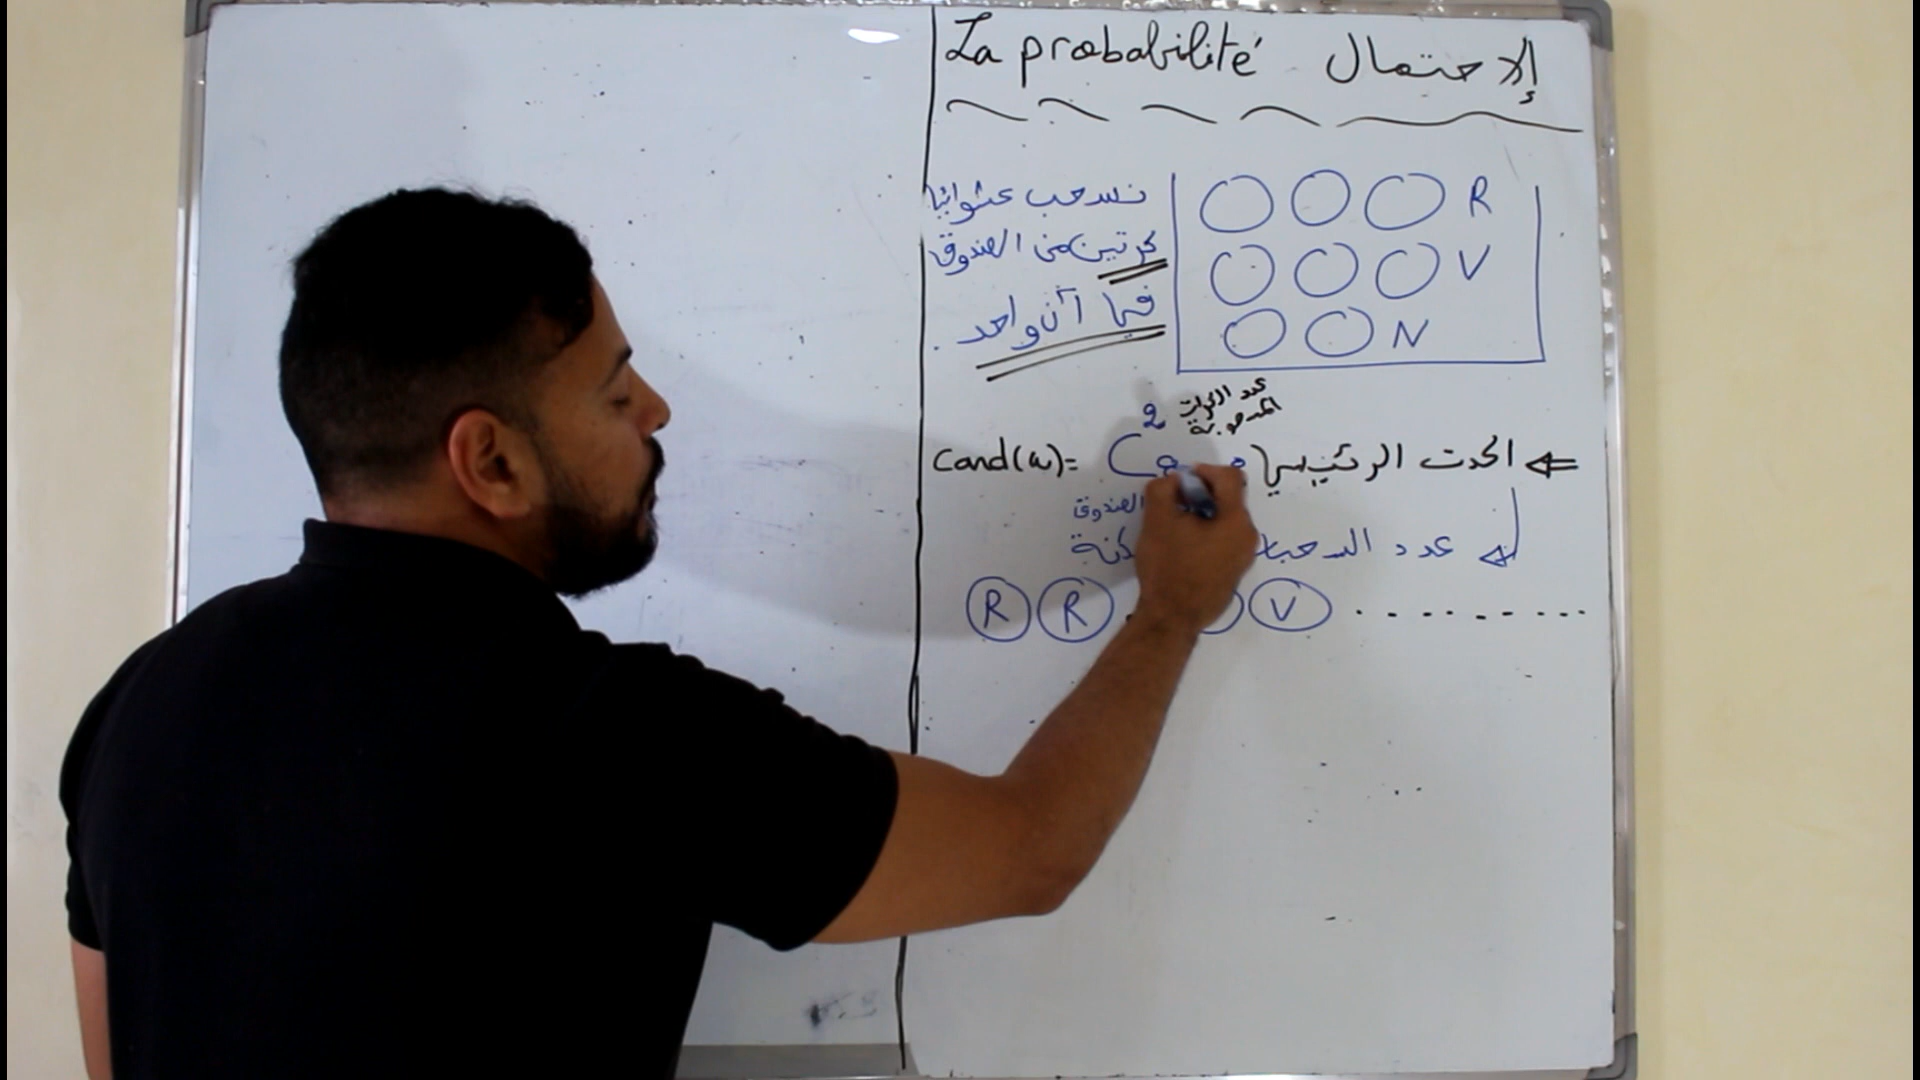 La probabilité الإحتمال
نسحب عشوائيا
كرتين من الصندوق
في آن واحد.
R
V
N
عدد الكرات
المسحوبة
الحدث الرئيسي
Card(Ω)= C 2
الصندوق
عدد السحبات
R R V ..........